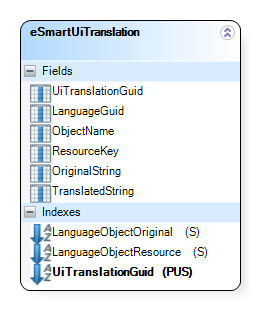 eSmartUiTranslation
Fields
UiTranslationGuid
LanguageGuid
ObjectName
ResourceKey
OriginalString
TranslatedString
Indexes
LanguageObjectOriginal (S)
LanguageObjectResource (S)
UiTranslationGuid (PUS)